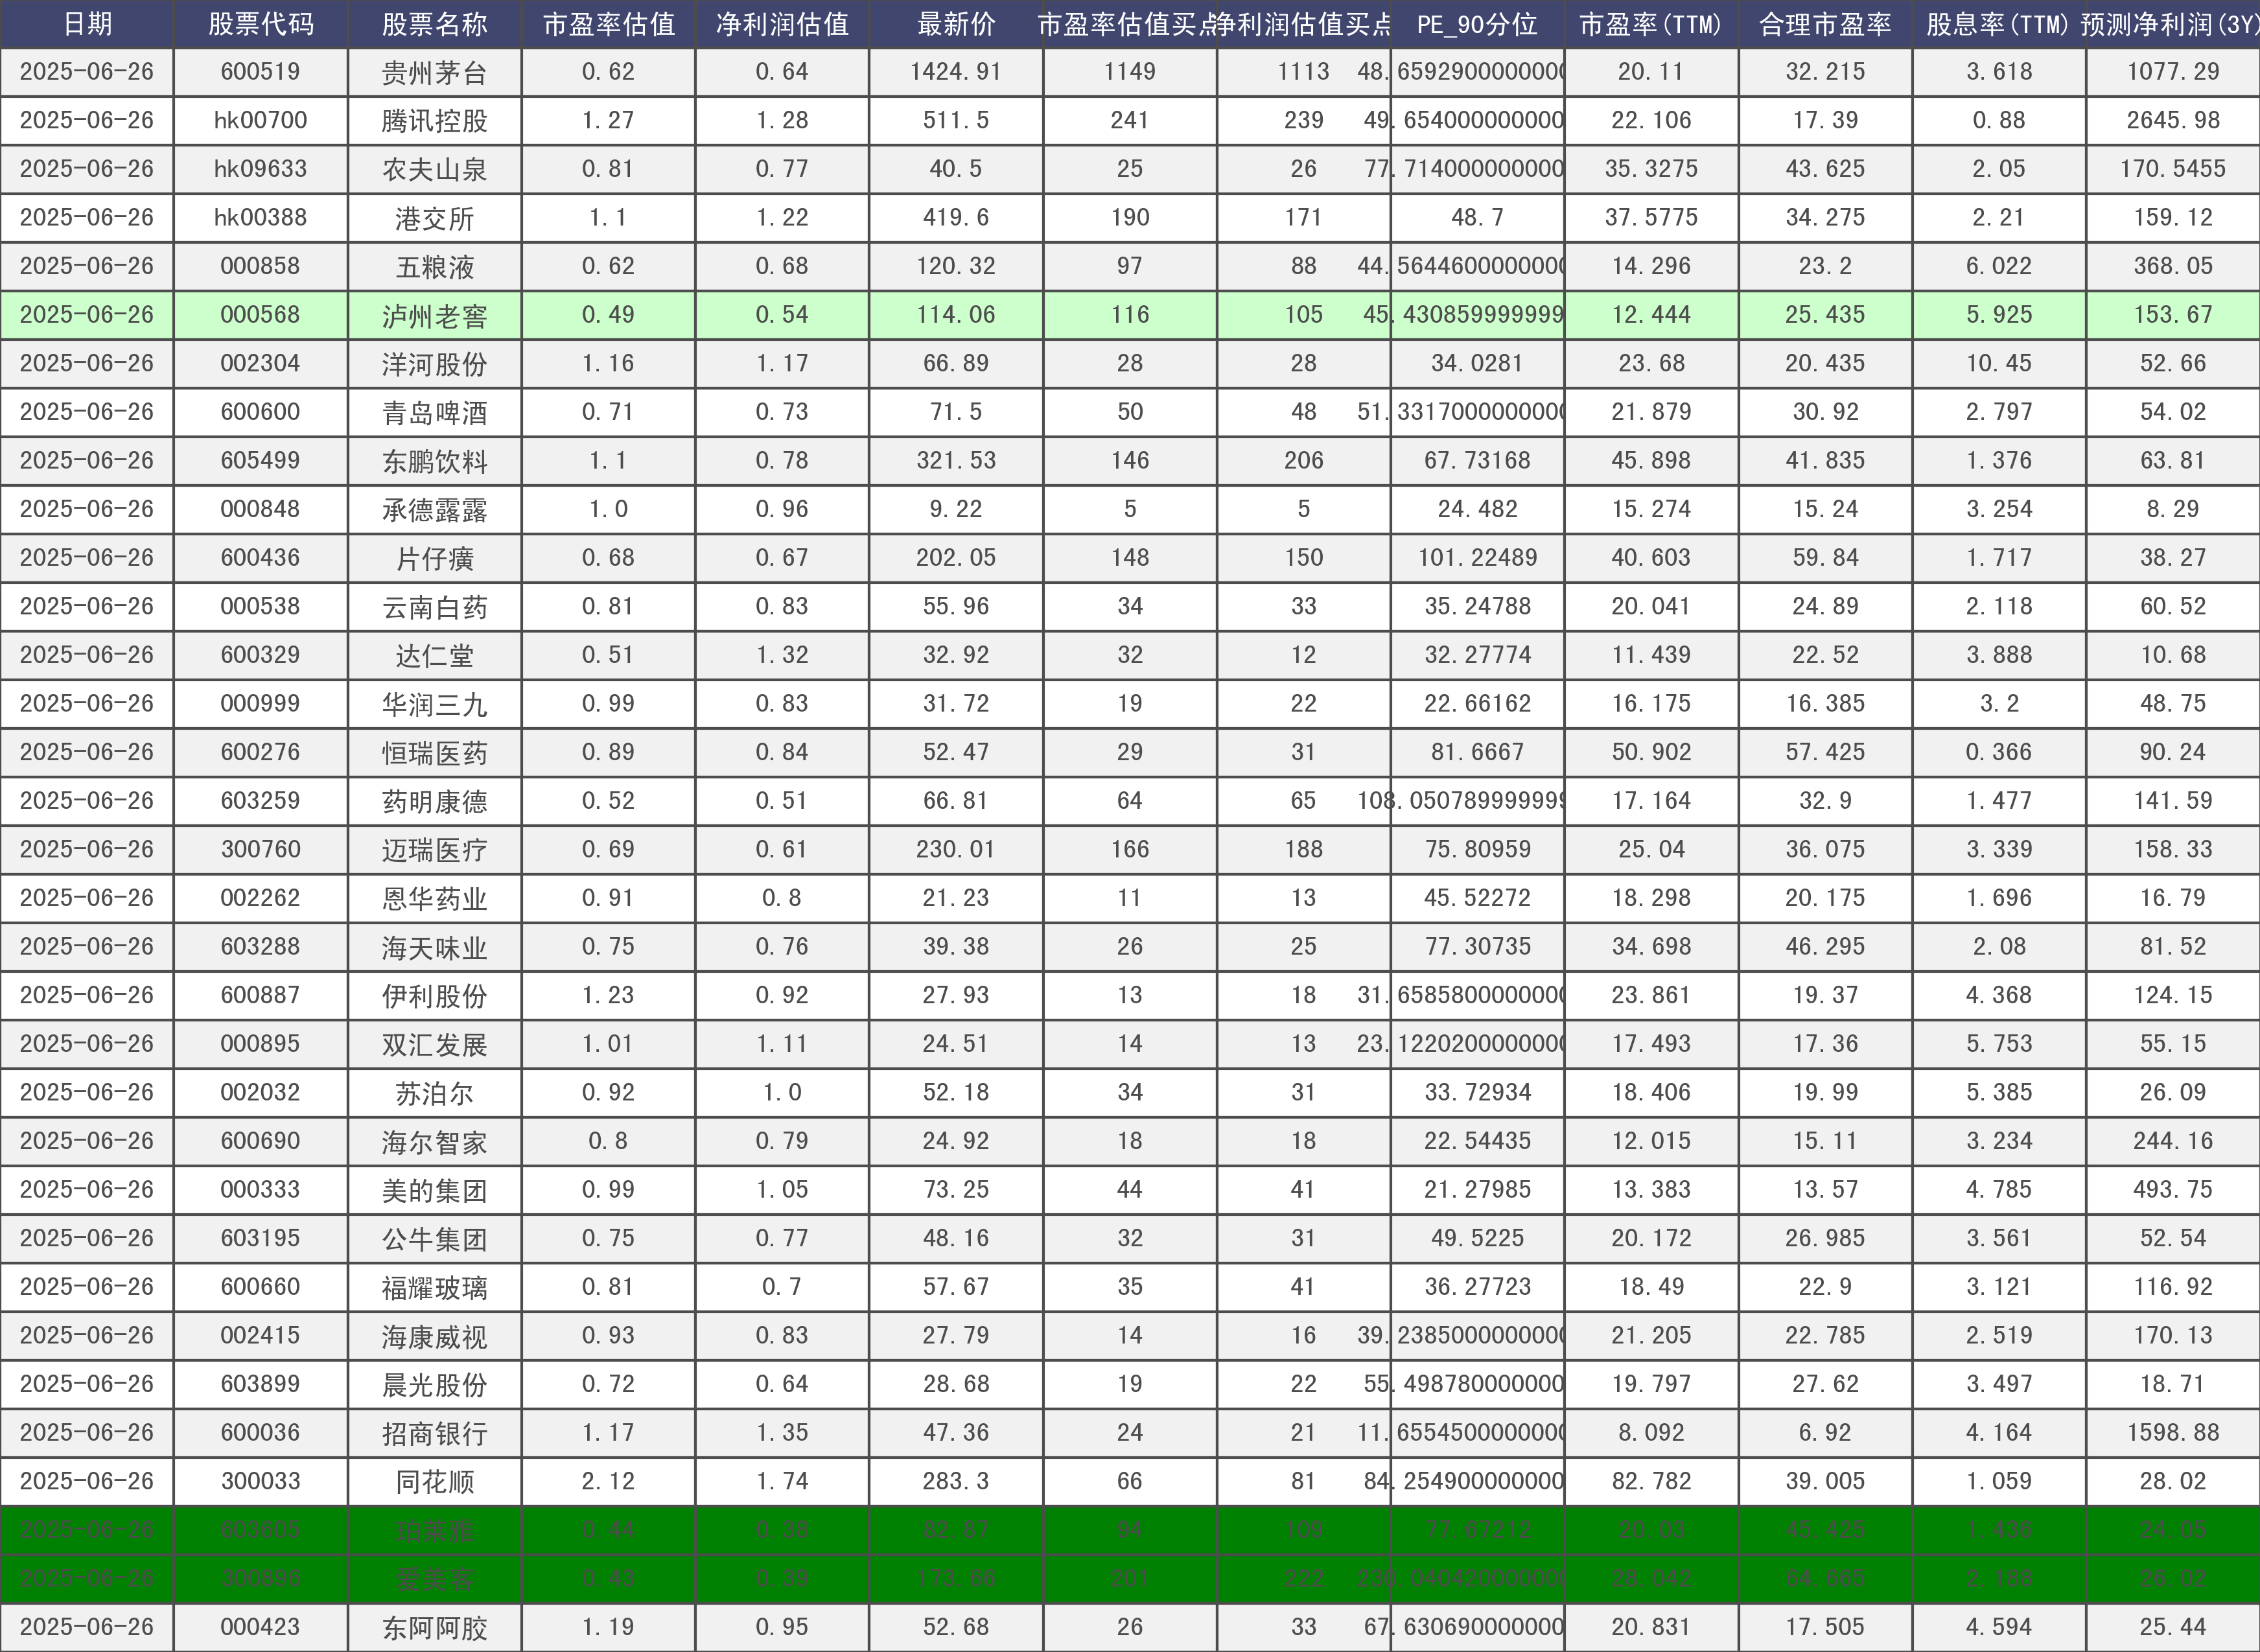 日期 股票代码 股票名称 市盈率估值 净利润估值 最新价 市盈率估值买点 净利润估值买点 PE_90分位 市盈率(TTM) 合理市盈率 股息率(TTM) 预测净利润(3Y)
2025-06-26 600519 贵州茅台 0.62 0.64 1424.91 1149 1113 48.6592900000000 20.11 32.215 3.618 1077.29
2025-06-26 hk00700 腾讯控股 1.27 1.28 511.5 241 239 49.654000000000 22.106 17.39 0.88 2645.98
2025-06-26 hk09633 农夫山泉 0.81 0.77 40.5 25 26 77.714000000000 35.3275 43.625 2.05 170.5455
2025-06-26 hk00388 港交所 1.1 1.22 419.6 190 171 48.7 37.5775 34.275 2.21 159.12
2025-06-26 000858 五粮液 0.62 0.68 120.32 97 88 44.5644600000000 14.296 23.2 6.022 368.05
2025-06-26 000568 泸州老窖 0.49 0.54 114.06 116 105 45.430859999999 12.444 25.435 5.925 153.67
2025-06-26 002304 洋河股份 1.16 1.17 66.89 28 28 34.0281 23.68 20.435 10.45 52.66
2025-06-26 600600 青岛啤酒 0.71 0.73 71.5 50 48 51.3317000000000 21.879 30.92 2.797 54.02
2025-06-26 605499 东鹏饮料 1.1 0.78 321.53 146 206 67.73168 45.898 41.835 1.376 63.81
2025-06-26 000848 承德露露 1.0 0.96 9.22 5 5 24.482 15.274 15.24 3.254 8.29
2025-06-26 600436 片仔癀 0.68 0.67 202.05 148 150 101.22489 40.603 59.84 1.717 38.27
2025-06-26 000538 云南白药 0.81 0.83 55.96 34 33 35.24788 20.041 24.89 2.118 60.52
2025-06-26 600329 达仁堂 0.51 1.32 32.92 32 12 32.27774 11.439 22.52 3.888 10.68
2025-06-26 000999 华润三九 0.99 0.83 31.72 19 22 22.66162 16.175 16.385 3.2 48.75
2025-06-26 600276 恒瑞医药 0.89 0.84 52.47 29 31 81.6667 50.902 57.425 0.366 90.24
2025-06-26 603259 药明康德 0.52 0.51 66.81 64 65 108.050789999999 17.164 32.9 1.477 141.59
2025-06-26 300760 迈瑞医疗 0.69 0.61 230.01 166 188 75.80959 25.04 36.075 3.339 158.33
2025-06-26 002262 恩华药业 0.91 0.8 21.23 11 13 45.52272 18.298 20.175 1.696 16.79
2025-06-26 603288 海天味业 0.75 0.76 39.38 26 25 77.30735 34.698 46.295 2.08 81.52
2025-06-26 600887 伊利股份 1.23 0.92 27.93 13 18 31.6585800000000 23.861 19.37 4.368 124.15
2025-06-26 000895 双汇发展 1.01 1.11 24.51 14 13 23.1220200000000 17.493 17.36 5.753 55.15
2025-06-26 002032 苏泊尔 0.92 1.0 52.18 34 31 33.72934 18.406 19.99 5.385 26.09
2025-06-26 600690 海尔智家 0.8 0.79 24.92 18 18 22.54435 12.015 15.11 3.234 244.16
2025-06-26 000333 美的集团 0.99 1.05 73.25 44 41 21.27985 13.383 13.57 4.785 493.75
2025-06-26 603195 公牛集团 0.75 0.77 48.16 32 31 49.5225 20.172 26.985 3.561 52.54
2025-06-26 600660 福耀玻璃 0.81 0.7 57.67 35 41 36.27723 18.49 22.9 3.121 116.92
2025-06-26 002415 海康威视 0.93 0.83 27.79 14 16 39.2385000000000 21.205 22.785 2.519 170.13
2025-06-26 603899 晨光股份 0.72 0.64 28.68 19 22 55.498780000000 19.797 27.62 3.497 18.71
2025-06-26 600036 招商银行 1.17 1.35 47.36 24 21 11.6554500000000 8.092 6.92 4.164 1598.88
2025-06-26 300033 同花顺 2.12 1.74 283.3 66 81 84.254900000000 82.782 39.005 1.059 28.02
2025-06-26 603605 珀莱雅 0.44 0.38 82.87 94 109 77.67212 20.03 45.425 1.436 24.05
2025-06-26 300896 爱美客 0.43 0.39 173.66 201 222 230.0404200000000 28.042 64.665 2.188 26.02
2025-06-26 000423 东阿阿胶 1.19 0.95 52.68 26 33 67.630690000000 20.831 17.505 4.594 25.44